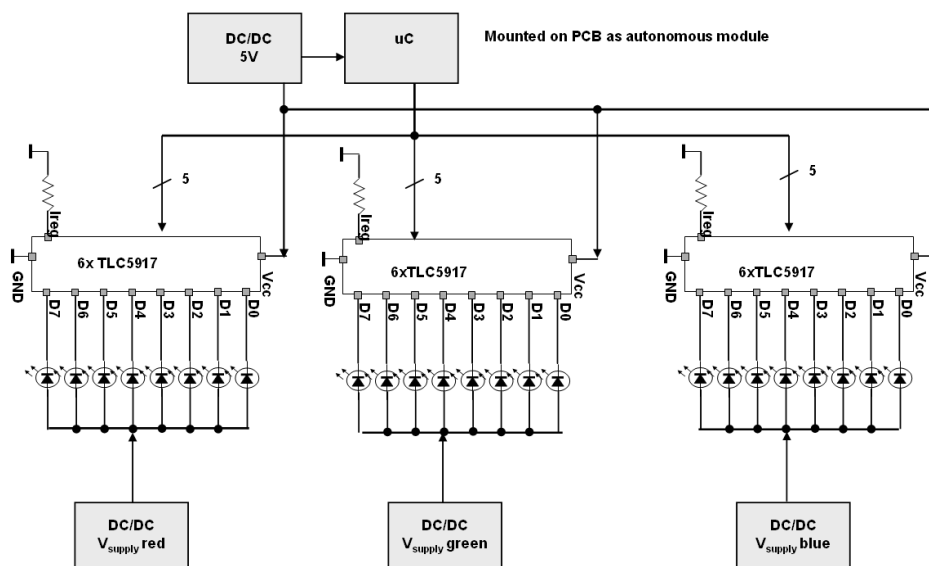 DC/DC
5V
uC
Mounted on PCB as autonomous module
5
5
5
Ireg
Ireg
Ireg
6x TLC5917
6xTLC5917
6xTLC5917
GND
Vcc
GND
Vcc
GND
Vcc
D7 D6 D5 D4 D3 D2 D1 D0
D7 D6 D5 D4 D3 D2 D1 D0
D7 D6 D5 D4 D3 D2 D1 D0
DC/DC
Vsupply red
DC/DC
Vsupply green
DC/DC
Vsupply blue